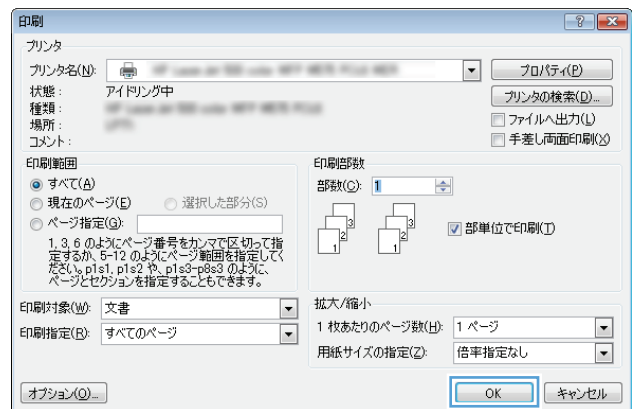 印刷
プリンタ
プリンタ名(N):
プロパティ(P)
状態： アイドリング中
プリンタの検索(D)...
種類：
ファイルへ出力(L)
場所：
コメント：
手差し両面印刷(X)
印刷範囲
すべて(A)
現在のページ(E) 選択した部分(S)
ページ指定(G):
1, 3, 6 のようにページ番号をカンマで区切って指
定するか、5-12 のようにページ範囲を指定してく
ださい。p1s1, p1s2 や、p1s3-p8s3 のように、
ページとセクションを指定することもできます。
印刷部数
部数(C): 1
3 2 1 3 2 1
部単位で印刷(T)
印刷対象(W): 文書
印刷指定(R): すべてのページ
拡大/縮小
1 枚あたりのページ数(H): 1 ページ
用紙サイズの指定(Z): 倍率指定なし
オプション(O)...
OK
キャンセル